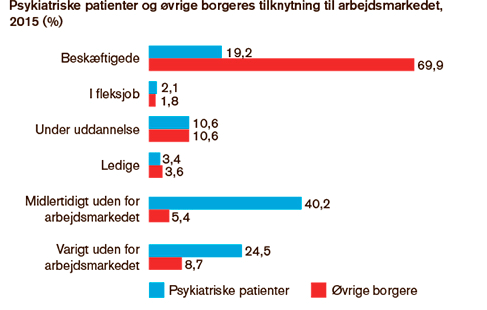 Psykiatriske patienter og øvrige borgeres tilknytning til arbejdsmarkedet,
2015 (%)
Beskæftigede
19,2
69,9
I fleksjob
2,1
1,8
Under uddannelse
10,6
10,6
Ledige
3,4
3,6
Midlertidigt uden for
arbejdsmarkedet
40,2
5,4
Varigt uden for
arbejdsmarkedet
24,5
8,7
Psykiatriske patienter
Øvrige borgere